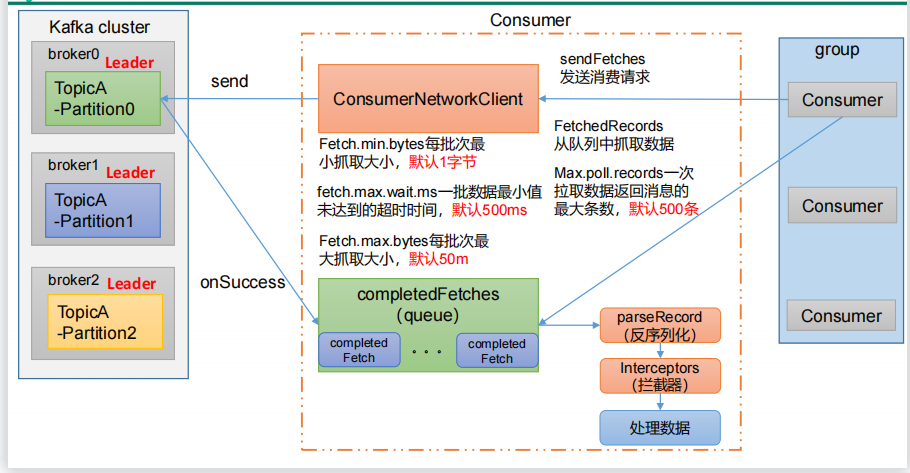 Kafka cluster
broker0
Leader
TopicA
-Partition0
broker1
Leader
TopicA
-Partition1
broker2
Leader
TopicA
-Partition2
send
onSuccess
Consumer
ConsumerNetworkClient
Fetch.min.bytes每批次最
小抓取大小，默认1字节
fetch.max.wait.ms一批数据最小值
未达到的超时时间，默认500ms
Fetch.max.bytes每批次最
大抓取大小，默认50m
sendFetches
发送消费请求
FetchedRecords
从队列中抓取数据
Max.poll.records一次
拉取数据返回消息的
最大条数，默认500条
completedFetches
（queue）
completed
Fetch
• • •
completed
Fetch
parseRecord
（反序列化）
Interceptors
（拦截器）
处理数据
group
Consumer
Consumer
Consumer